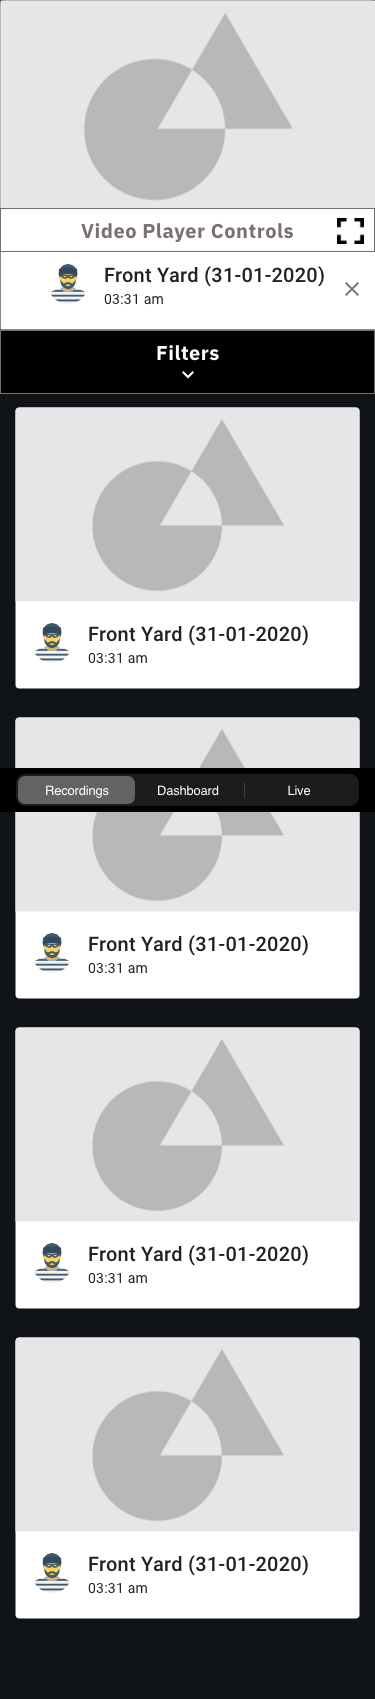 Video Player Controls
Front Yard (31-01-2020)
03:31 am
Filters
Front Yard (31-01-2020)
03:31 am
Recordings Dashboard Live
Front Yard (31-01-2020)
03:31 am
Front Yard (31-01-2020)
03:31 am
Front Yard (31-01-2020)
03:31 am